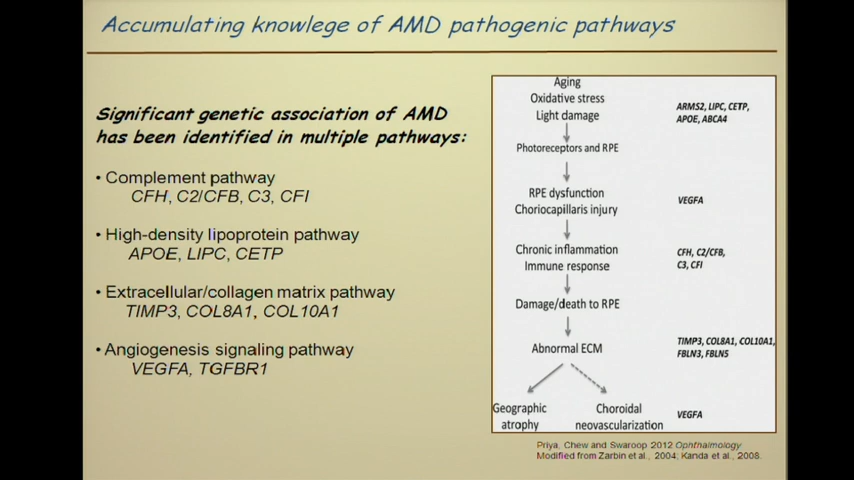 Accumulating knowlege of AMD pathogenic pathways
Significant genetic association of AMD
has been identified in multiple pathways:
• Complement pathway
CFH, C2/CFB, C3, CFI
• High-density lipoprotein pathway
APOE, LIPC, CETP
• Extracellular/collagen matrix pathway
TIMP3, COL8A1, COL10A1
• Angiogenesis signaling pathway
VEGFA, TGFBR1
Aging
Oxidative stress
Light damage
ARMS2, LIPC, CETP,
APOE, ABCA4
Photoreceptors and RPE
RPE dysfunction
Choriocapillaris injury
VEGFA
Chronic inflammation
Immune response
CFH, C2/CFB,
C3, CFI
Damage/death to RPE
Abnormal ECM
TIMP3, COL8A1, COL10A1,
FBLN3, FBLN5
Geographic
atrophy
Choroidal
neovascularization
VEGFA
Priya, Chew and Swaroop 2012 Ophthalmology.
Modified from Zarbin et al., 2004; Kanda et al., 2008.